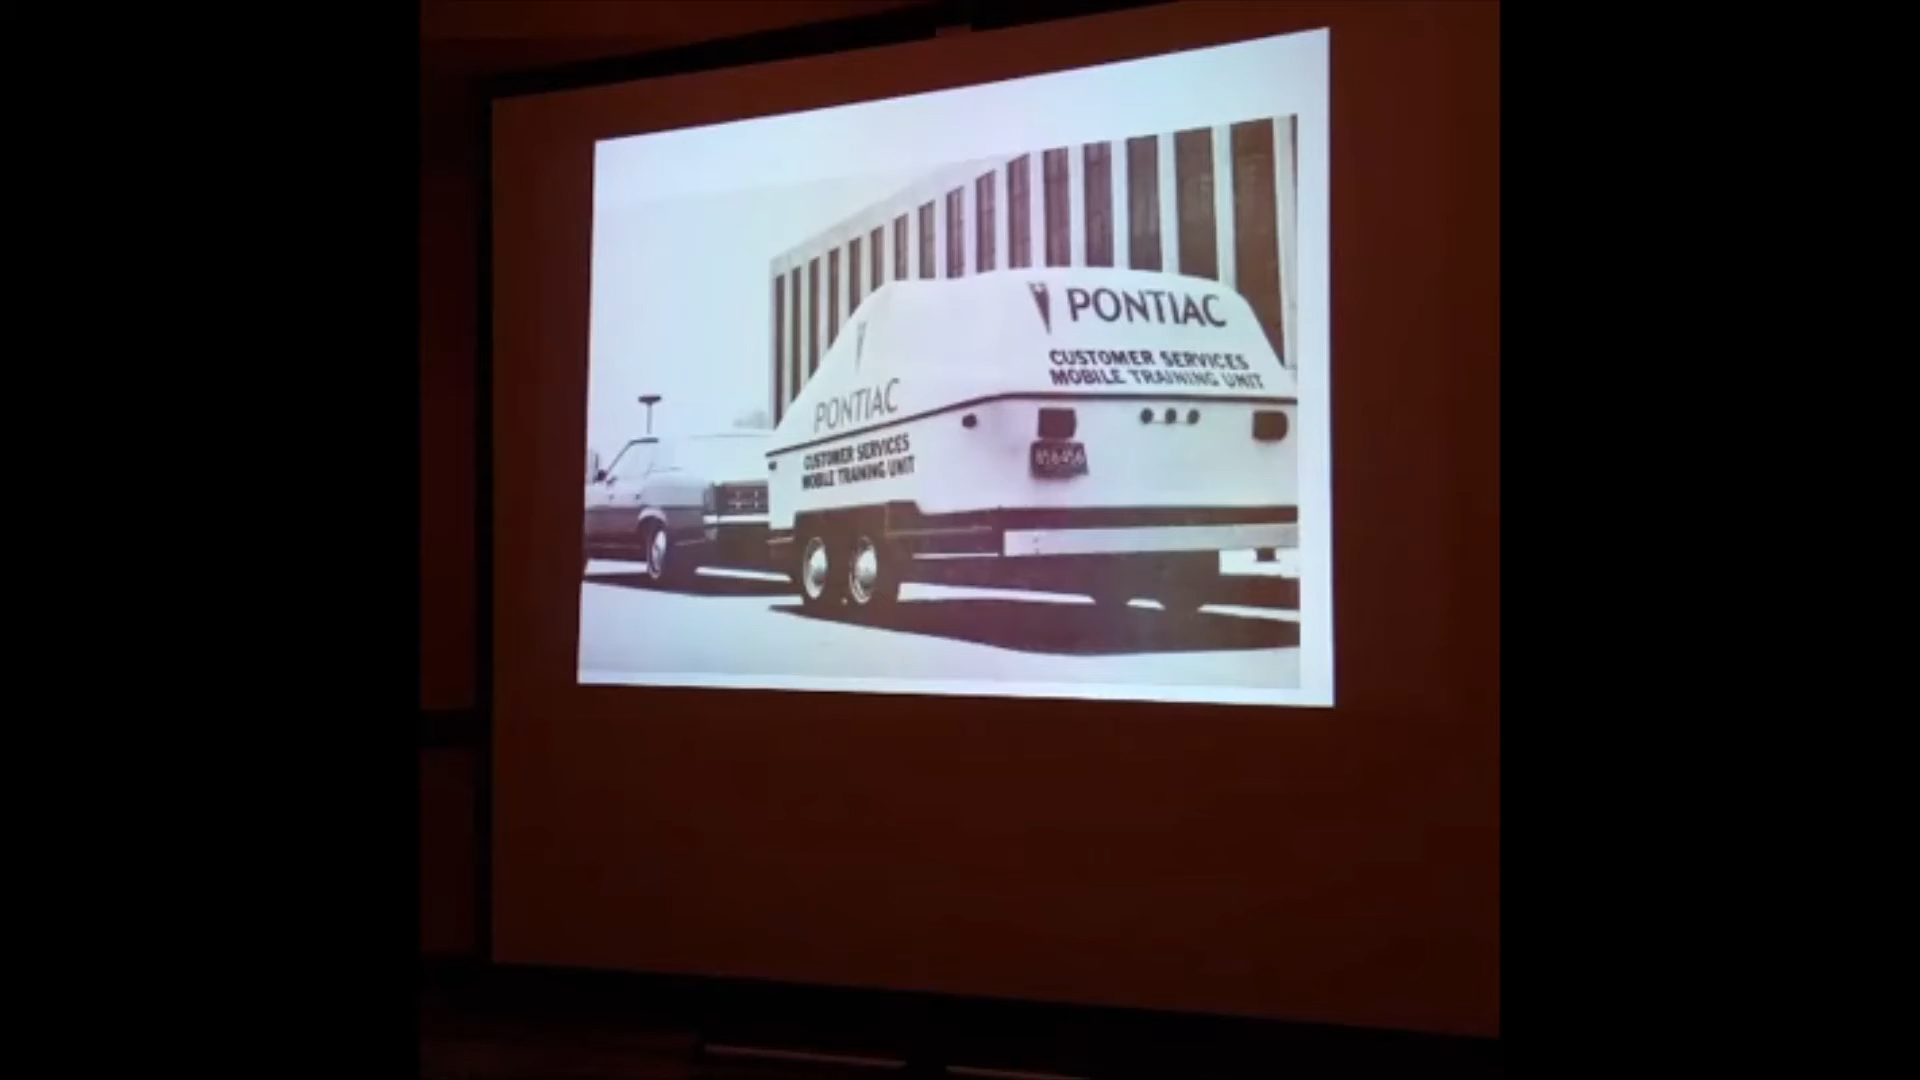 PONTIAC
CUSTOMER SERVICES
MOBILE TRAINING UNIT
PONTIAC
CUSTOMER SERVICES
MOBILE TRAINING UNIT